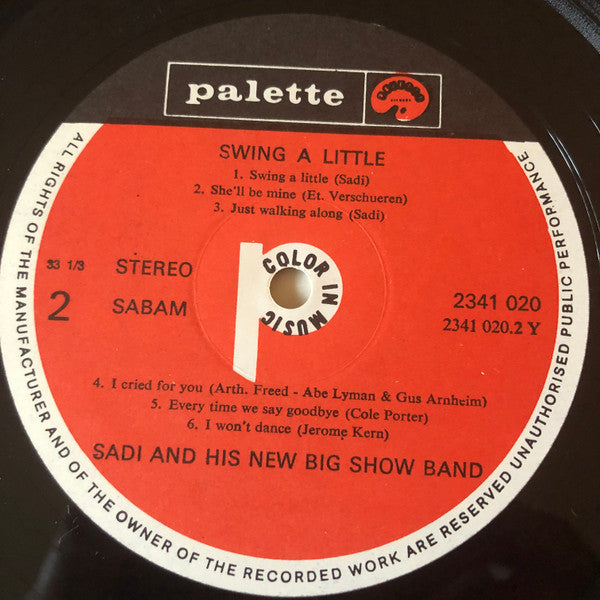 palette
SWING A LITTLE
1. Swing a little (Sadi)
2. She'll be mine (Et. Verschueren)
3. Just walking along (Sadi)
33 1/3 STEREO
2 SABAM
COLOR IN MUSIC
2341 020
2341 020.2 Y
4. I cried for you (Arth. Freed - Abe Lyman & Gus Arnheim)
5. Every time we say goodbye (Cole Porter)
6. I won't dance (Jerome Kern)
SADI AND HIS NEW BIG SHOW BAND
ALL RIGHTS OF THE MANUFACTURER AND OF THE OWNER OF THE RECORDED WORK ARE RESERVED UNAUTHORISED PUBLIC PERFORMANCE